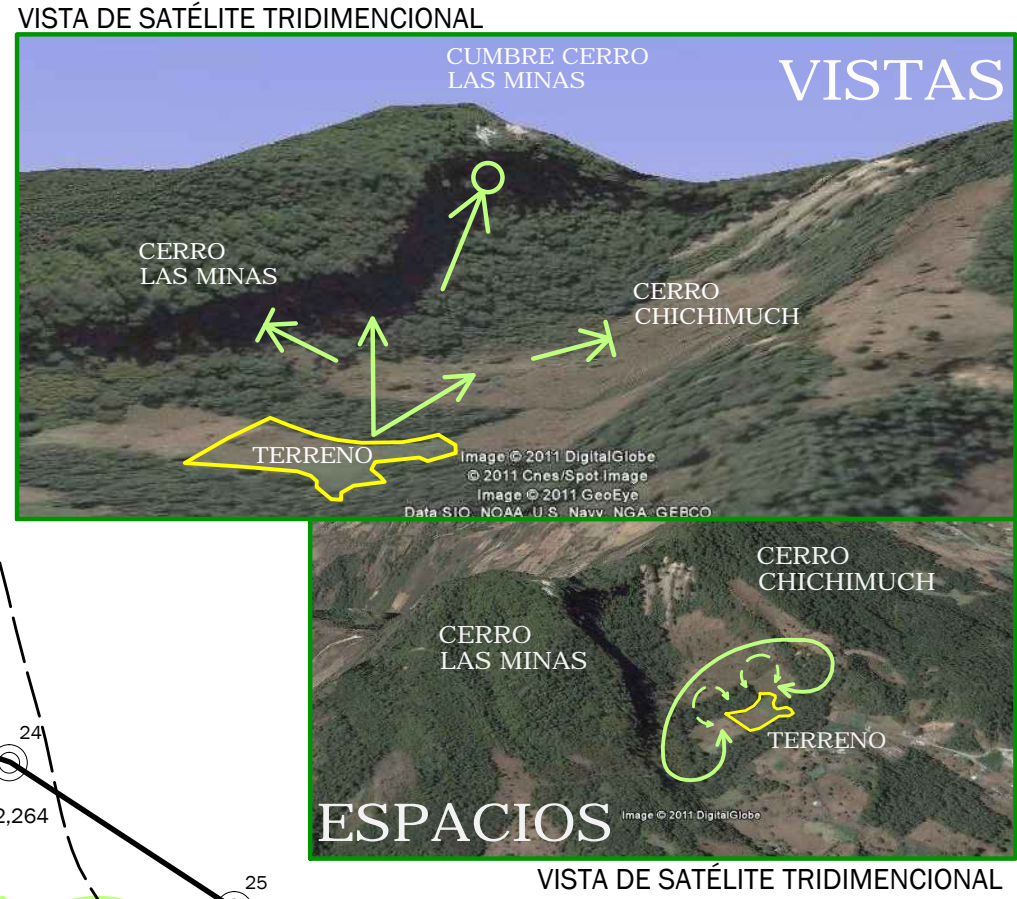 VISTA DE SATÉLITE TRIDIMENCIONAL
CUMBRE CERRO
LAS MINAS
VISTAS
CERRO
LAS MINAS
CERRO
CHICHIMUCH
TERRENO
Image © 2011 DigitalGlobe
© 2011 Cnes/Spot Image
Image © 2011 GeoEye
Data SIO, NOAA, U.S. Navy, NGA, GEBCO
CERRO
CHICHIMUCH
CERRO
LAS MINAS
TERRENO
ESPACIOS
Image © 2011 DigitalGlobe
VISTA DE SATÉLITE TRIDIMENCIONAL
24
2,264
25